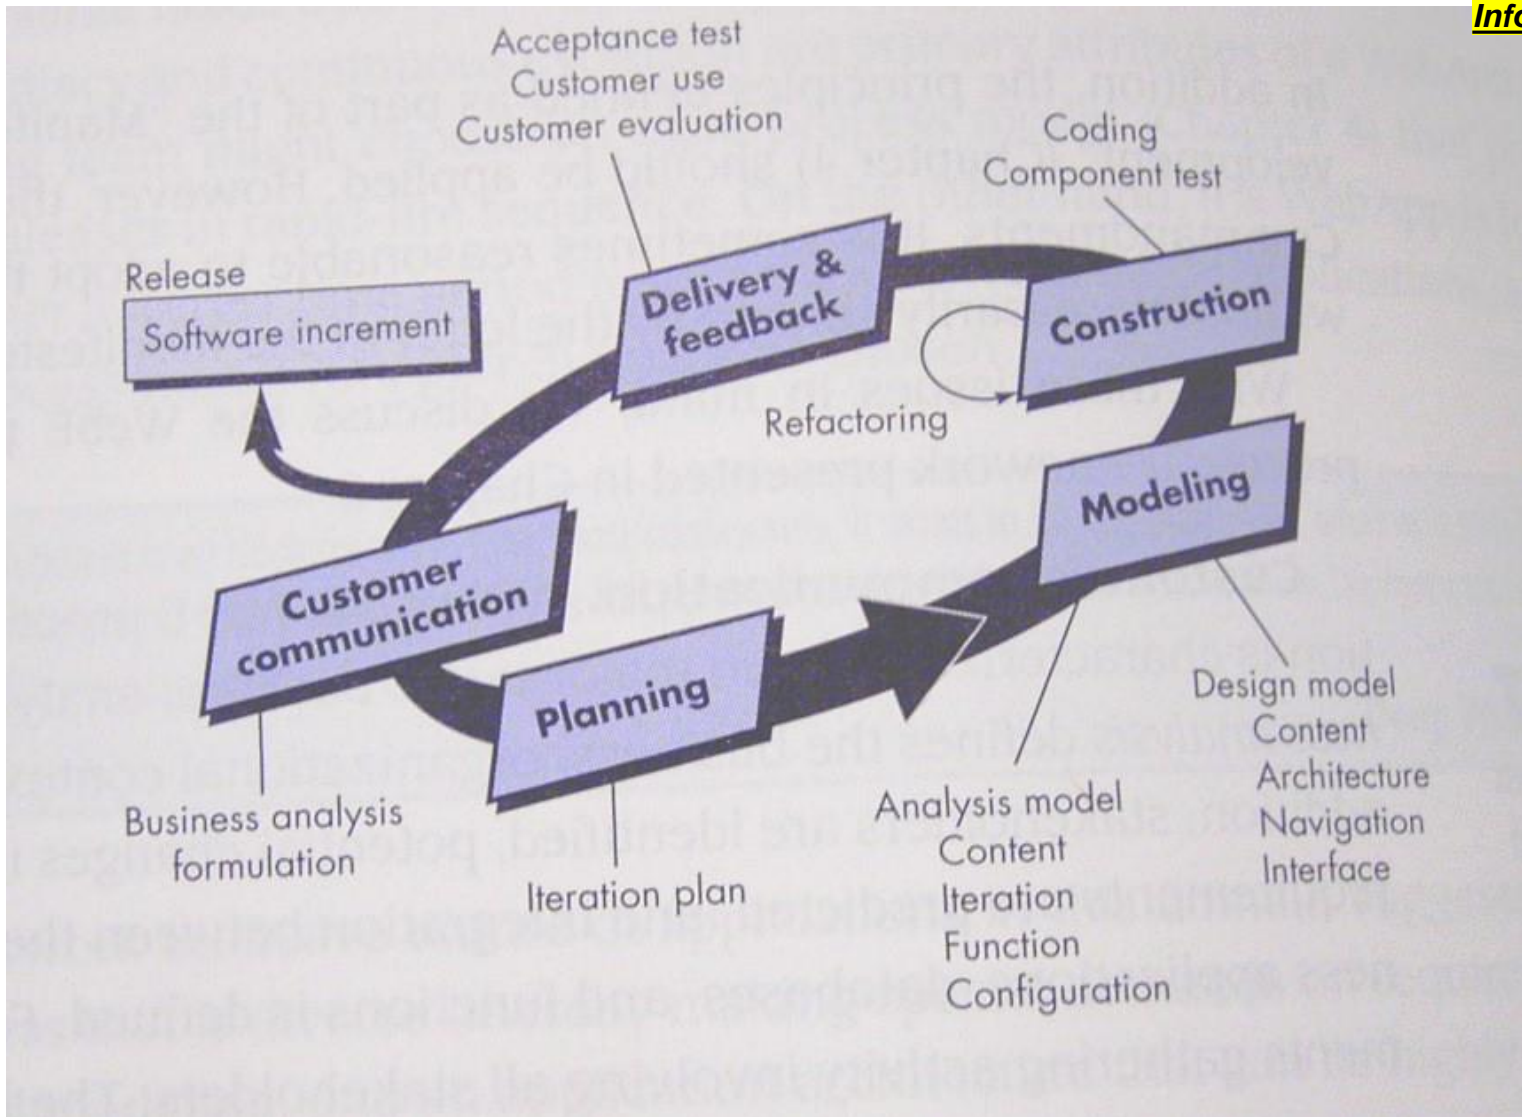 Info
Acceptance test
Customer use
Customer evaluation
Coding
Component test
Release
Software increment
Delivery &
feedback
Construction
Refactoring
Modeling
Customer
communication
Planning
Business analysis
formulation
Iteration plan
Analysis model
Content
Iteration
Function
Configuration
Design model
Content
Architecture
Navigation
Interface